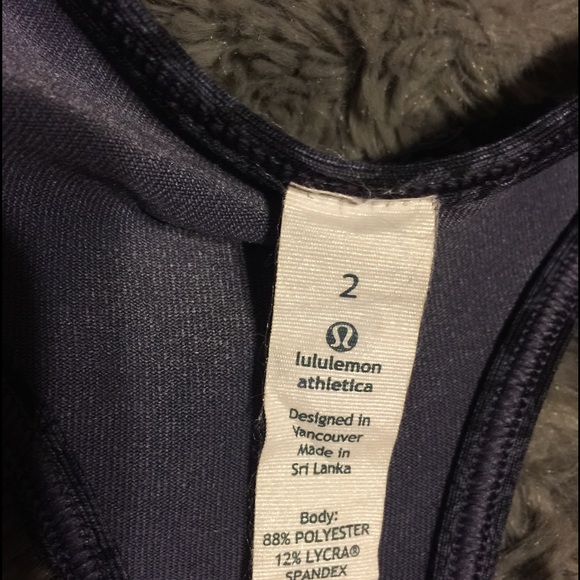 2
lululemon
athletica
Designed in
Vancouver
Made in
Sri Lanka
Body:
88% POLYESTER
12% LYCRA®
SPANDEX